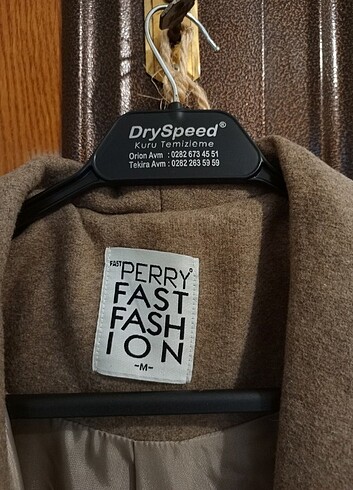 DrySpeed®
Kuru Temizleme
Orion Avm : 0282 673 45 51
Tekira Avm : 0282 263 59 59
FAST PERRY
FAST
FASH
ION
-M-